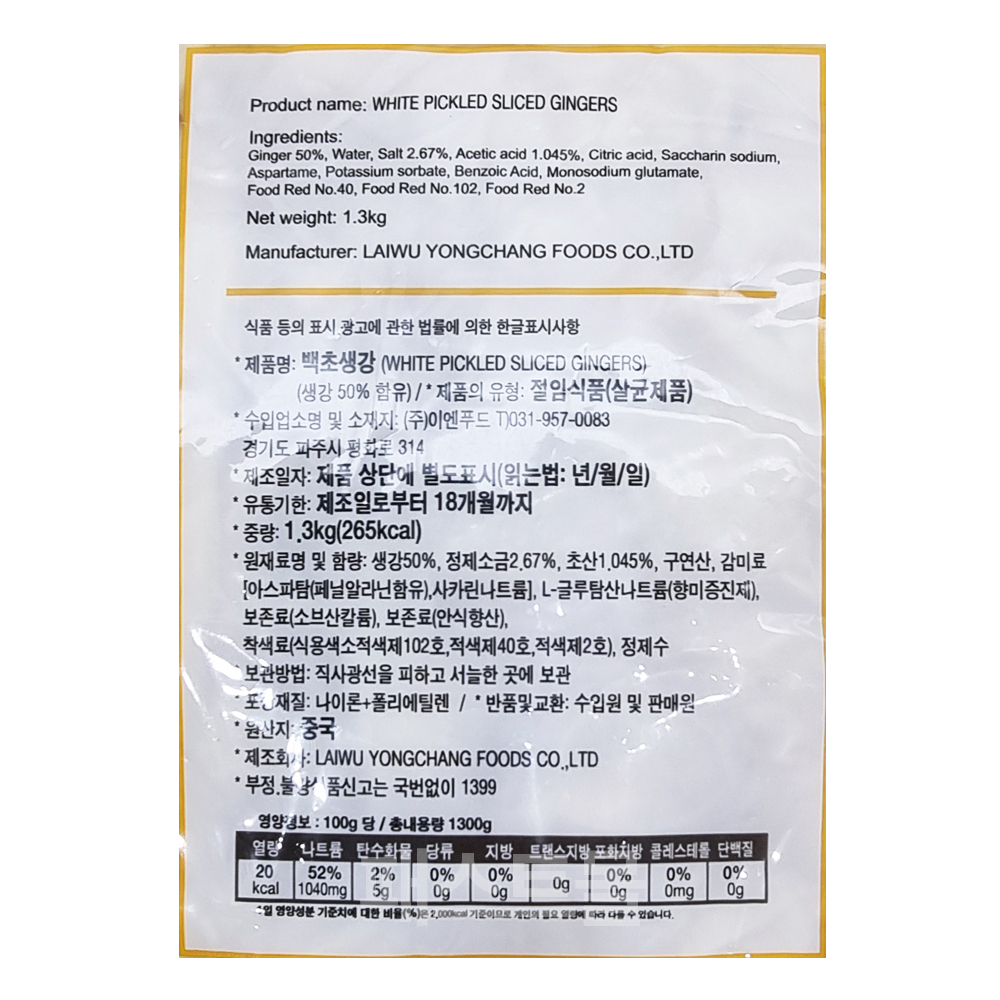 Product name: WHITE PICKLED SLICED GINGERS
Ingredients:
Ginger 50%, Water, Salt 2.67%, Acetic acid 1.045%, Citric acid, Saccharin sodium,
Aspartame, Potassium sorbate, Benzoic Acid, Monosodium glutamate,
Food Red No.40, Food Red No.102, Food Red No.2
Net weight: 1.3kg
Manufacturer: LAIWU YONGCHANG FOODS CO.,LTD
식품 등의 표시.광고에 관한 법률에 의한 한글표시사항
* 제품명: 백초생강 (WHITE PICKLED SLICED GINGERS)
(생강 50% 함유) / * 제품의 유형: 절임식품(살균제품)
* 수입업소명 및 소재지: (주)이엔푸드 T)031-957-0083
경기도 파주시 평화로 314
* 제조일자: 제품 상단에 별도표시(읽는법: 년/월/일)
* 유통기한: 제조일로부터 18개월까지
* 중량: 1.3kg(265kcal)
* 원재료명 및 함량: 생강50%, 정제소금2.67%, 초산1.045%, 구연산, 감미료
[아스파탐(페닐알라닌함유),사카린나트륨], L-글루탐산나트륨(향미증진제),
보존료(소브산칼륨), 보존료(안식향산),
착색료(식용색소적색제102호,적색제40호,적색제2호), 정제수
* 보관방법: 직사광선을 피하고 서늘한 곳에 보관
* 포장재질: 나이론+폴리에틸렌 / * 반품및교환: 수입원 및 판매원
* 원산지: 중국
* 제조회사: LAIWU YONGCHANG FOODS CO.,LTD
* 부정.불량식품신고는 국번없이 1399
영양정보 : 100g 당 / 총내용량 1300g
열량 나트륨 탄수화물 당류 지방 트랜스지방 포화지방 콜레스테롤 단백질
20 52% 2% 0% 0% 0g 0% 0% 0%
kcal 1040mg 5g 0g 0g 0g 0mg 0g
1일 영양성분 기준치에 대한 비율(%)은 2,000kcal 기준이므로 개인의 필요 열량에 따라 다를 수 있습니다.